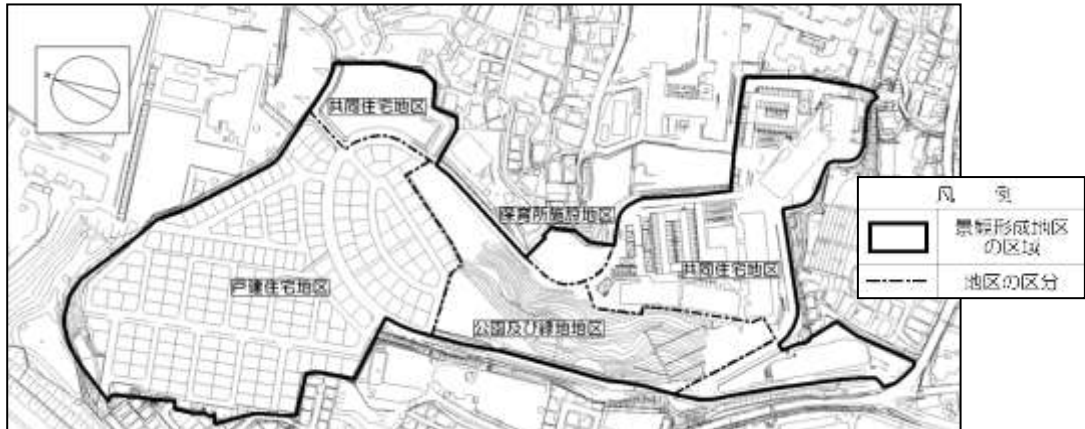 共同住宅地区
保育所施設地区
戸建住宅地区
共同住宅地区
公園及び緑地地区
凡 例
景観形成地区
の区域
地区の区分